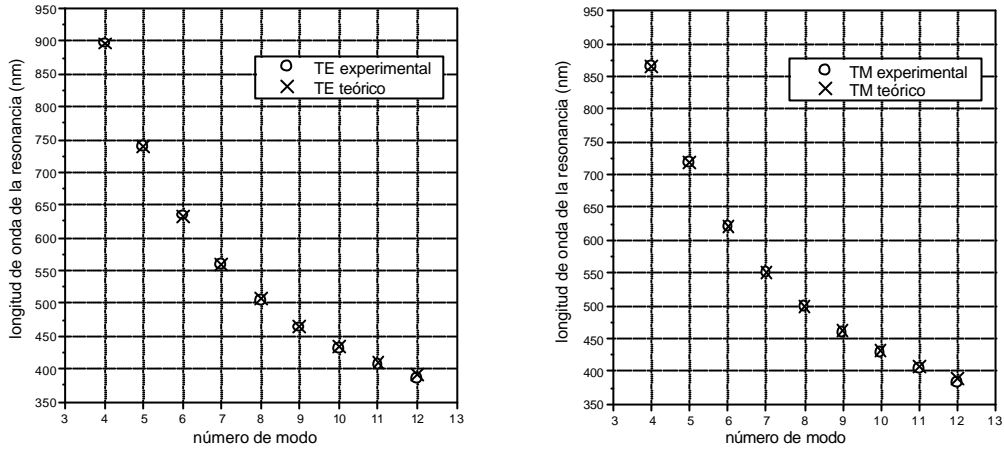 longitud de onda de la resonancia (nm)
950
900
850
800
750
700
650
600
550
500
450
400
350
TE experimental
TE teórico
3 4 5 6 7 8 9 10 11 12 13
número de modo
longitud de onda de la resonancia (nm)
950
900
850
800
750
700
650
600
550
500
450
400
350
TM experimental
TM teórico
3 4 5 6 7 8 9 10 11 12 13
número de modo